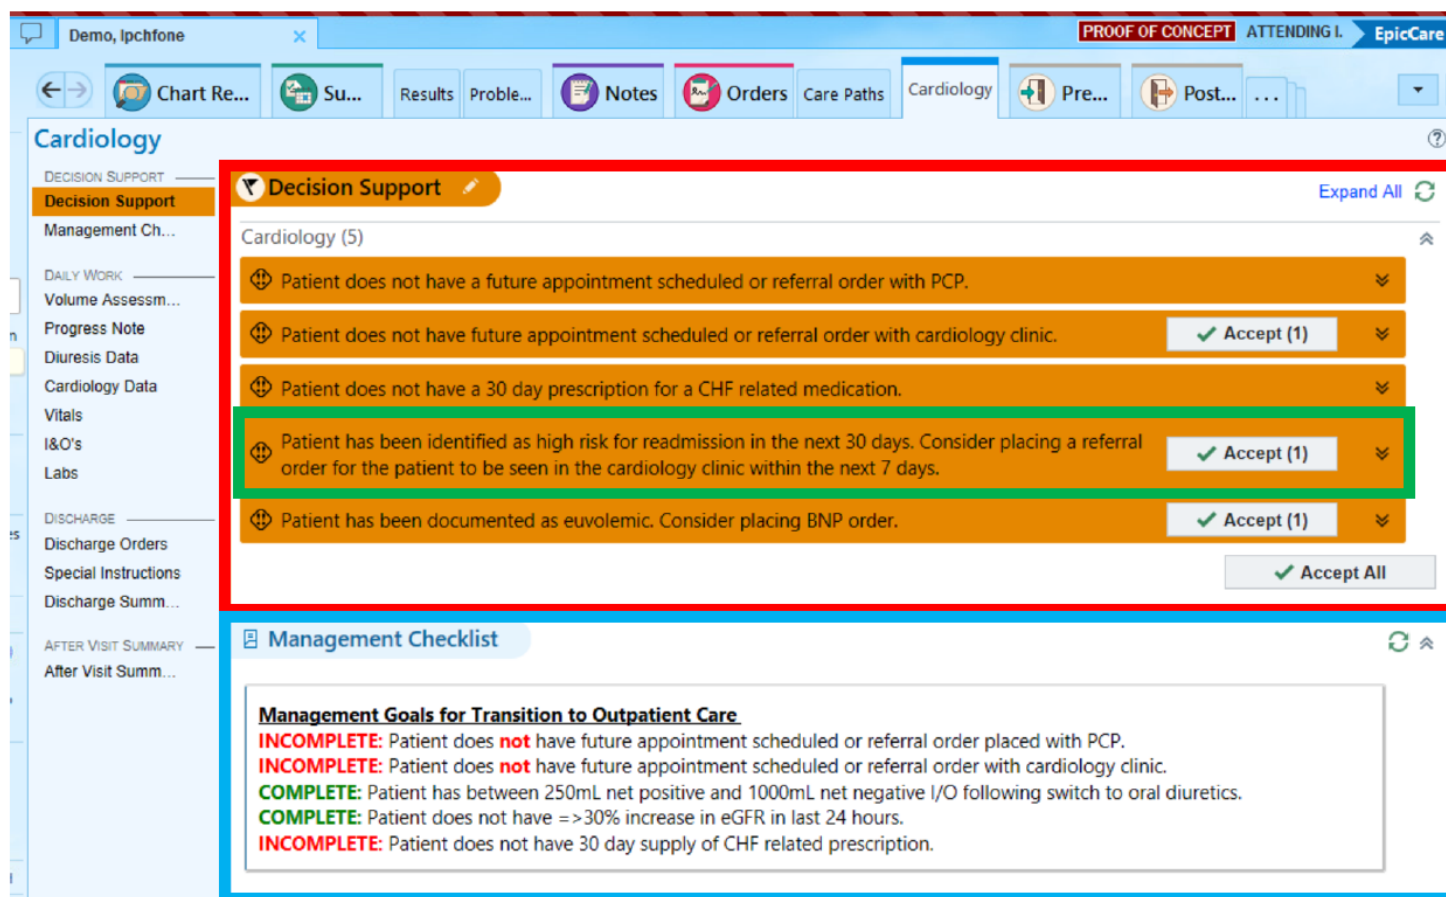 Demo, Ipchfone
PROOF OF CONCEPT ATTENDING I. EpicCare
Chart Re... Su... Results Proble... Notes Orders Care Paths Cardiology Pre... Post... ...
Cardiology
DECISION SUPPORT
Decision Support
Management Ch...
DAILY WORK
Volume Assessm...
Progress Note
Diuresis Data
Cardiology Data
Vitals
I&O's
Labs
DISCHARGE
Discharge Orders
Special Instructions
Discharge Summ...
AFTER VISIT SUMMARY
After Visit Summ...
Decision Support
Expand All
Cardiology (5)
Patient does not have a future appointment scheduled or referral order with PCP.
Patient does not have future appointment scheduled or referral order with cardiology clinic. Accept (1)
Patient does not have a 30 day prescription for a CHF related medication.
Patient has been identified as high risk for readmission in the next 30 days. Consider placing a referral
order for the patient to be seen in the cardiology clinic within the next 7 days.
Accept (1)
Patient has been documented as euvolemic. Consider placing BNP order. Accept (1)
Accept All
Management Checklist
Management Goals for Transition to Outpatient Care
INCOMPLETE: Patient does not have future appointment scheduled or referral order placed with PCP.
INCOMPLETE: Patient does not have future appointment scheduled or referral order with cardiology clinic.
COMPLETE: Patient has between 250mL net positive and 1000mL net negative I/O following switch to oral diuretics.
COMPLETE: Patient does not have =>30% increase in eGFR in last 24 hours.
INCOMPLETE: Patient does not have 30 day supply of CHF related prescription.